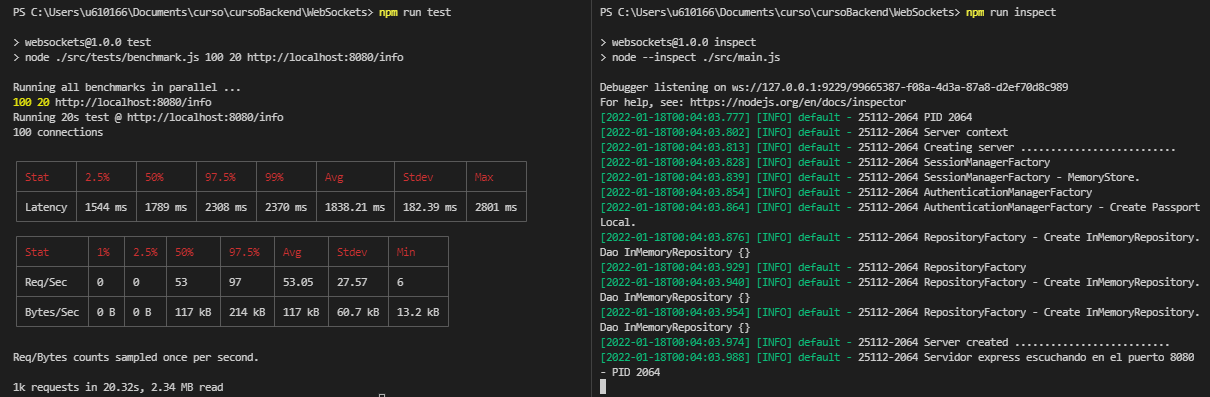 PS C:\Users\u610166\Documents\curso\cursoBackend\WebSockets> npm run test
> websockets@1.0.0 test
> node ./src/tests/benchmark.js 100 20 http://localhost:8080/info
Running all benchmarks in parallel ...
100 20 http://localhost:8080/info
Running 20s test @ http://localhost:8080/info
100 connections
Stat 2.5% 50% 97.5% 99% Avg Stdev Max
Latency 1544 ms 1789 ms 2308 ms 2370 ms 1838.21 ms 182.39 ms 2801 ms
Stat 1% 2.5% 50% 97.5% Avg Stdev Min
Req/Sec 0 0 53 97 53.05 27.57 6
Bytes/Sec 0 B 0 B 117 kB 214 kB 117 kB 60.7 kB 13.2 kB
Req/Bytes counts sampled once per second.
1k requests in 20.32s, 2.34 MB read
PS C:\Users\u610166\Documents\curso\cursoBackend\WebSockets> npm run inspect
> websockets@1.0.0 inspect
> node --inspect ./src/main.js
Debugger listening on ws://127.0.0.1:9229/99665387-f08a-4d3a-87a8-d2ef70d8c989
For help, see: https://nodejs.org/en/docs/inspector
[2022-01-18T00:04:03.777] [INFO] default - 25112-2064 PID 2064
[2022-01-18T00:04:03.802] [INFO] default - 25112-2064 Server context
[2022-01-18T00:04:03.813] [INFO] default - 25112-2064 Creating server .........................
[2022-01-18T00:04:03.828] [INFO] default - 25112-2064 SessionManagerFactory
[2022-01-18T00:04:03.839] [INFO] default - 25112-2064 SessionManagerFactory - MemoryStore.
[2022-01-18T00:04:03.854] [INFO] default - 25112-2064 AuthenticationManagerFactory
[2022-01-18T00:04:03.864] [INFO] default - 25112-2064 AuthenticationManagerFactory - Create Passport
Local.
[2022-01-18T00:04:03.876] [INFO] default - 25112-2064 RepositoryFactory - Create InMemoryRepository.
Dao InMemoryRepository {}
[2022-01-18T00:04:03.929] [INFO] default - 25112-2064 RepositoryFactory
[2022-01-18T00:04:03.940] [INFO] default - 25112-2064 RepositoryFactory - Create InMemoryRepository.
Dao InMemoryRepository {}
[2022-01-18T00:04:03.954] [INFO] default - 25112-2064 RepositoryFactory - Create InMemoryRepository.
Dao InMemoryRepository {}
[2022-01-18T00:04:03.974] [INFO] default - 25112-2064 Server created .........................
[2022-01-18T00:04:03.988] [INFO] default - 25112-2064 Servidor express escuchando en el puerto 8080
- PID 2064